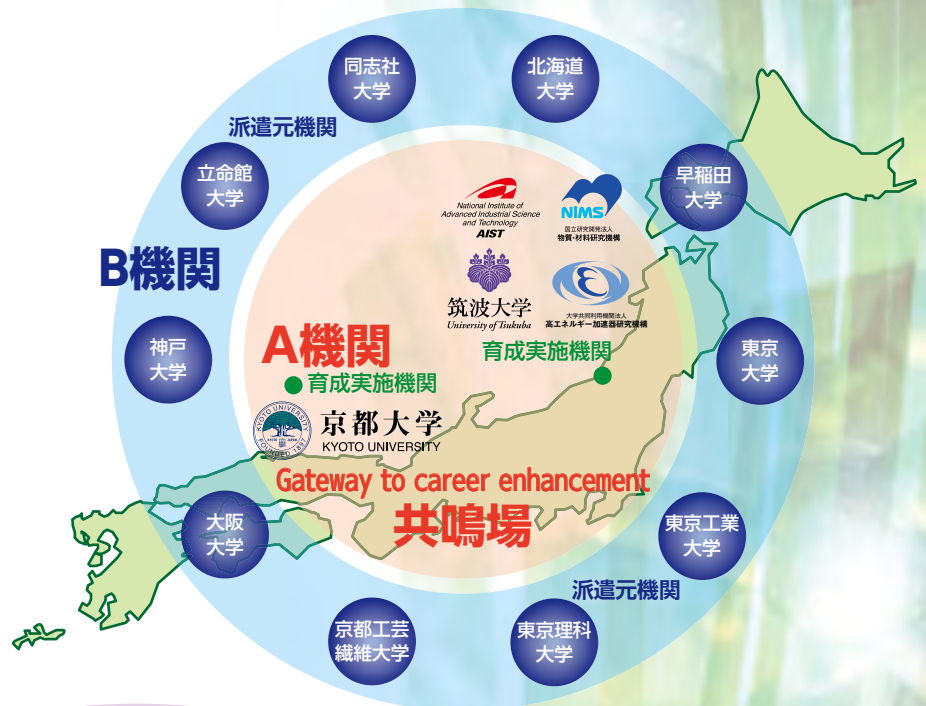 同志社
大学
北海道
大学
派遣元機関
立命館
大学
早稲田
大学
National Institute of
Advanced Industrial Science
and Technology
AIST
NIMS
国立研究開発法人
物質・材料研究機構
B機関
筑波大学
University of Tsukuba
大学共同利用機関法人
高エネルギー加速器研究機構
神戸
大学
A機関
育成実施機関
育成実施機関
東京
大学
KYOTO UNIVERSITY
FOUNDED 1897
京都大学
KYOTO UNIVERSITY
Gateway to career enhancement
共鳴場
大阪
大学
東京工業
大学
派遣元機関
京都工芸
繊維大学
東京理科
大学